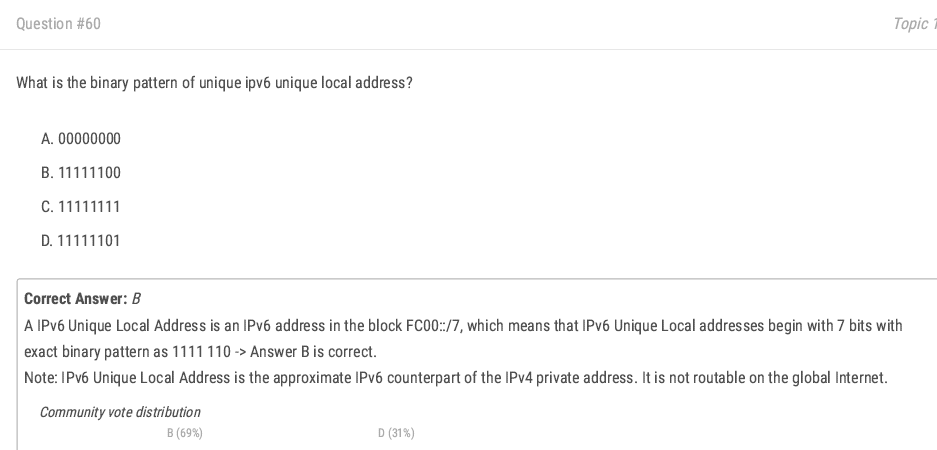 Question #60
Topic 1
What is the binary pattern of unique ipv6 unique local address?
A. 00000000
B. 11111100
C. 11111111
D. 11111101
Correct Answer: B
A IPv6 Unique Local Address is an IPv6 address in the block FC00::/7, which means that IPv6 Unique Local addresses begin with 7 bits with
exact binary pattern as 1111 110 -> Answer B is correct.
Note: IPv6 Unique Local Address is the approximate IPv6 counterpart of the IPv4 private address. It is not routable on the global Internet.
Community vote distribution
B (69%)
D (31%)